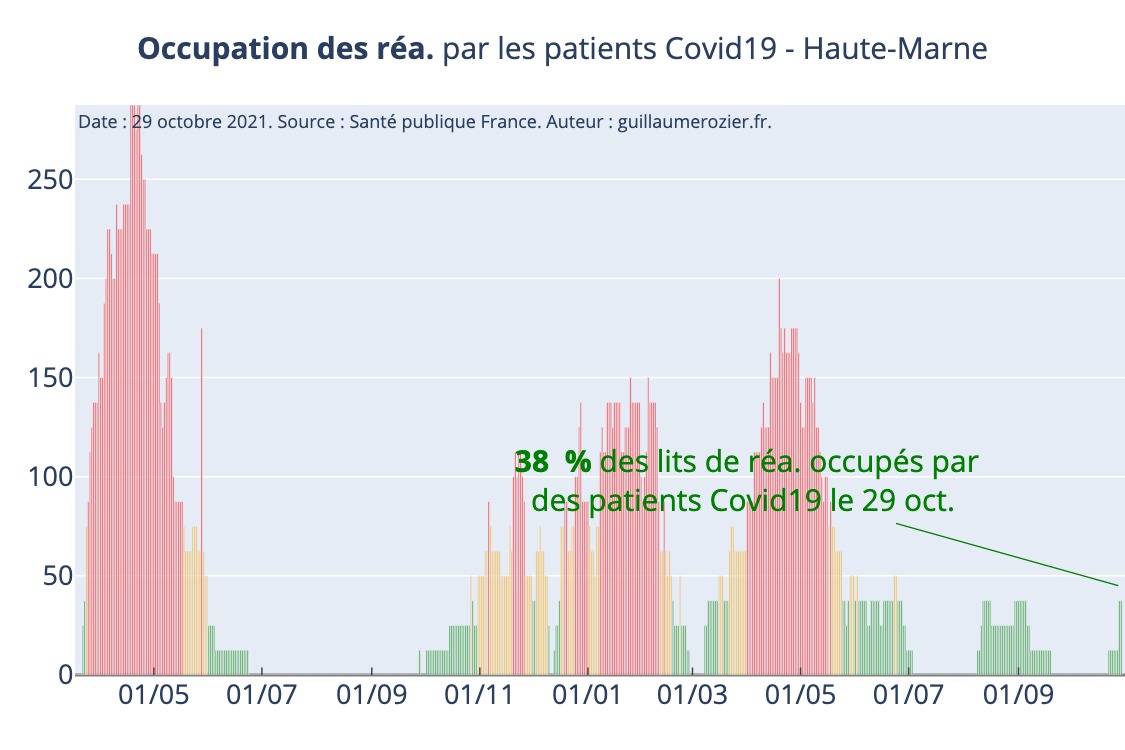 Occupation des réa. par les patients Covid19 - Haute-Marne
Date : 29 octobre 2021. Source : Santé publique France. Auteur : guillaumerozier.fr.
250
200
150
100
50
0
38 % des lits de réa. occupés par
des patients Covid19 le 29 oct.
01/05 01/07 01/09 01/11 01/01 01/03 01/05 01/07 01/09